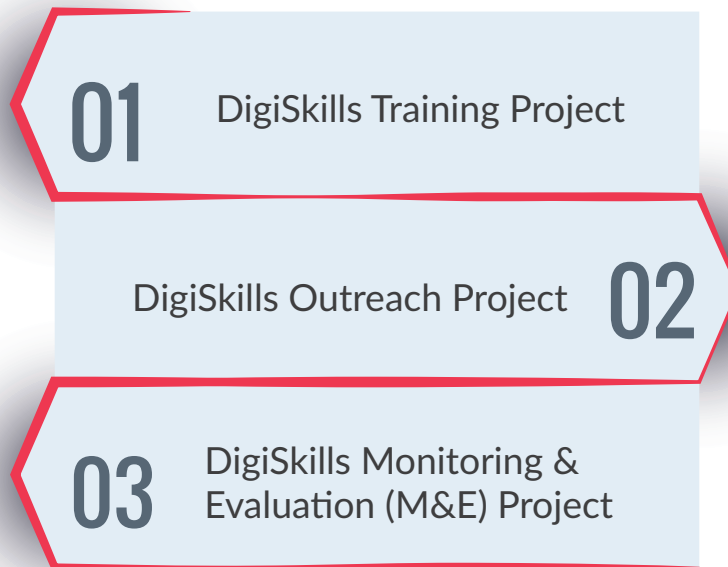 01
DigiSkills Training Project
DigiSkills Outreach Project
02
03
DigiSkills Monitoring &
Evaluation (M&E) Project